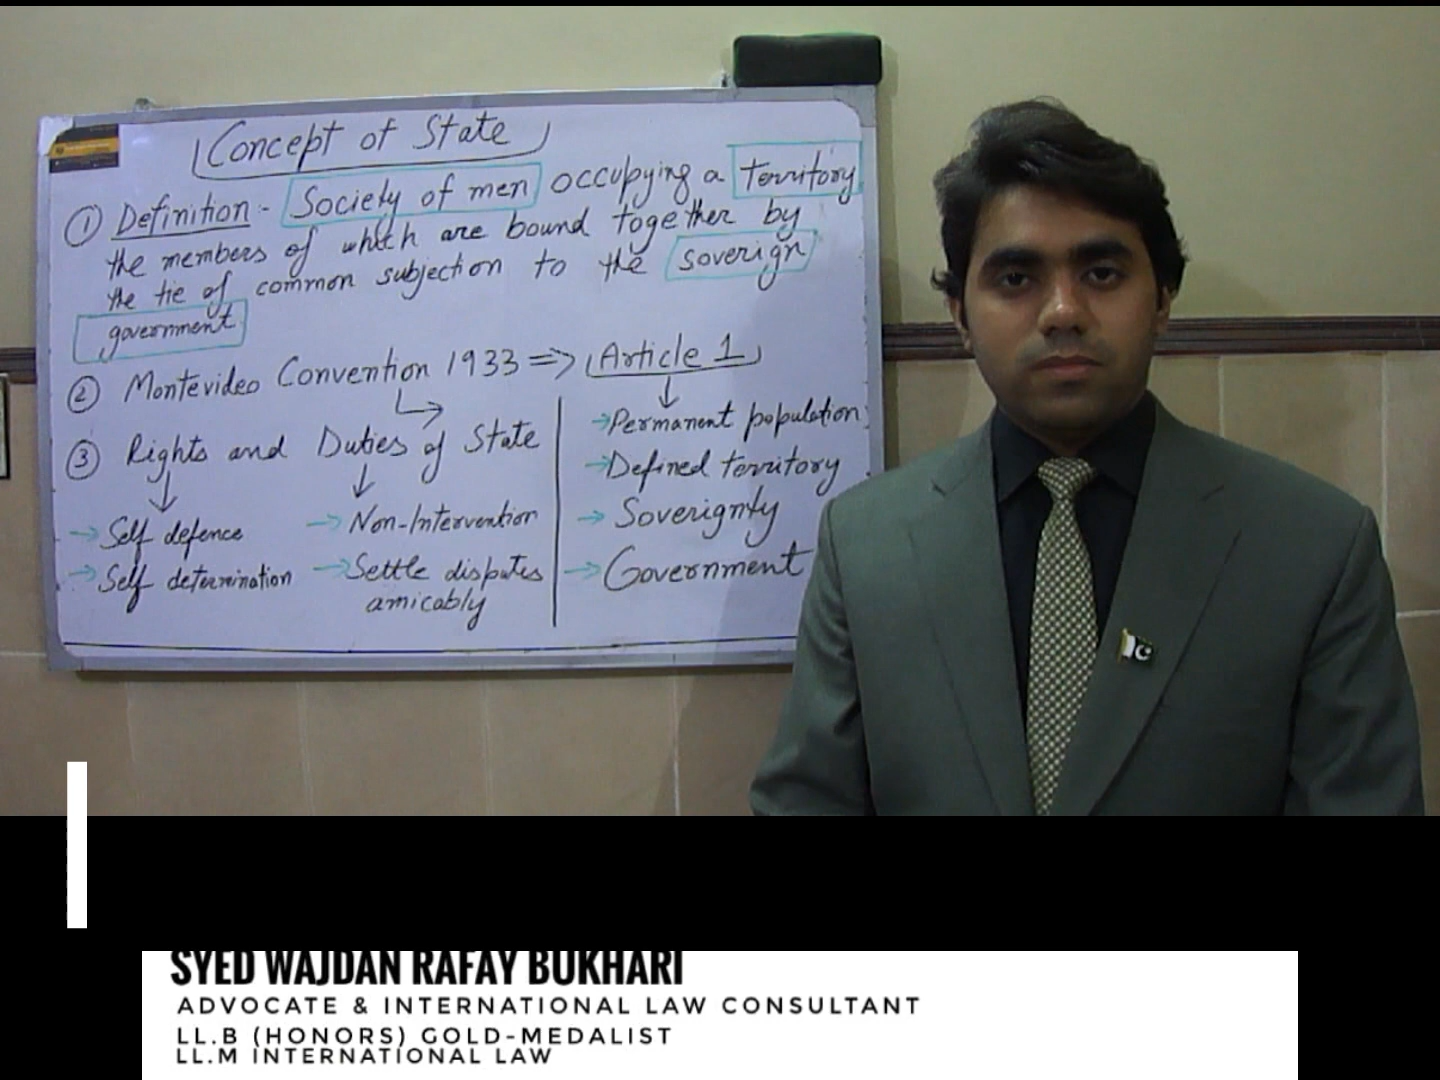 Concept of State
① Definition:- Society of men occupying a territory
the members of which are bound together by
the tie of common subjection to the soverign
government
② Montevideo Convention 1933 => Article 1
③ Rights and Duties of State
→ Self defence
→ Self determination
→ Non-Intervention
→ Settle disputes
amicably
→ Permanent population
→ Defined territory
→ Soverignty
→ Government
SYED WAJDAN RAFAY BUKHARI
ADVOCATE & INTERNATIONAL LAW CONSULTANT
LL.B (HONORS) GOLD-MEDALIST
LL.M INTERNATIONAL LAW